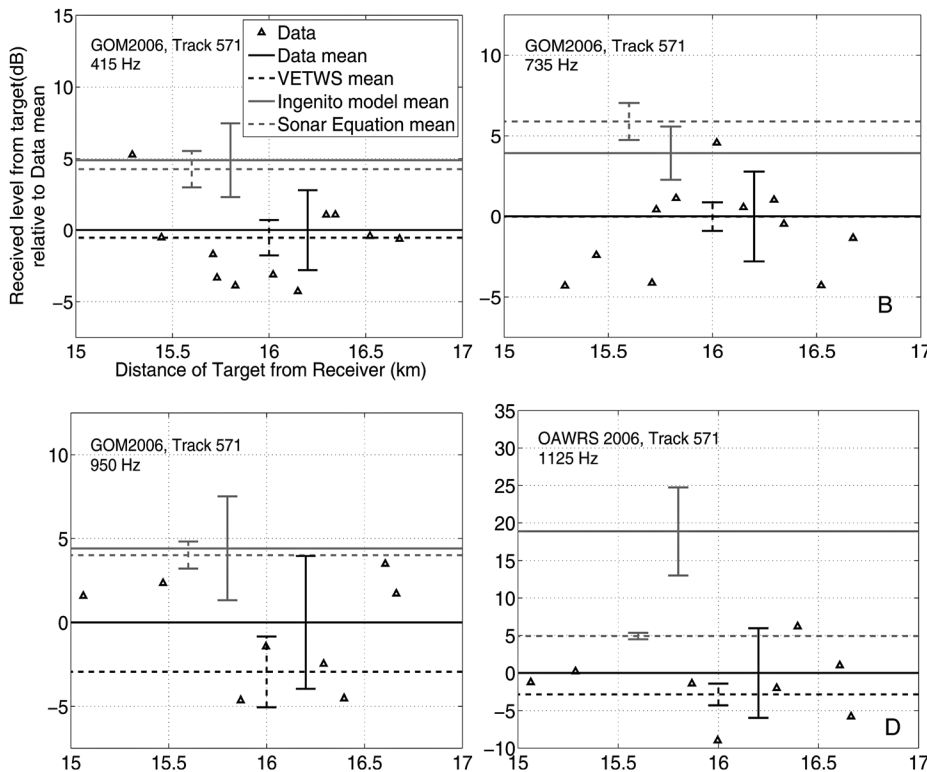 15
10
5
0
−5
Received level from target(dB)
relative to Data mean
GOM2006, Track 571
415 Hz
Data
Data mean
VETWS mean
Ingenito model mean
Sonar Equation mean
15
15.5
16
16.5
17
Distance of Target from Receiver (km)
10
5
0
−5
GOM2006, Track 571
735 Hz
B
15
15.5
16
16.5
17
10
5
0
−5
GOM2006, Track 571
950 Hz
15
15.5
16
16.5
17
35
30
25
20
15
10
5
0
−5
−10
OAWRS 2006, Track 571
1125 Hz
D
15
15.5
16
16.5
17